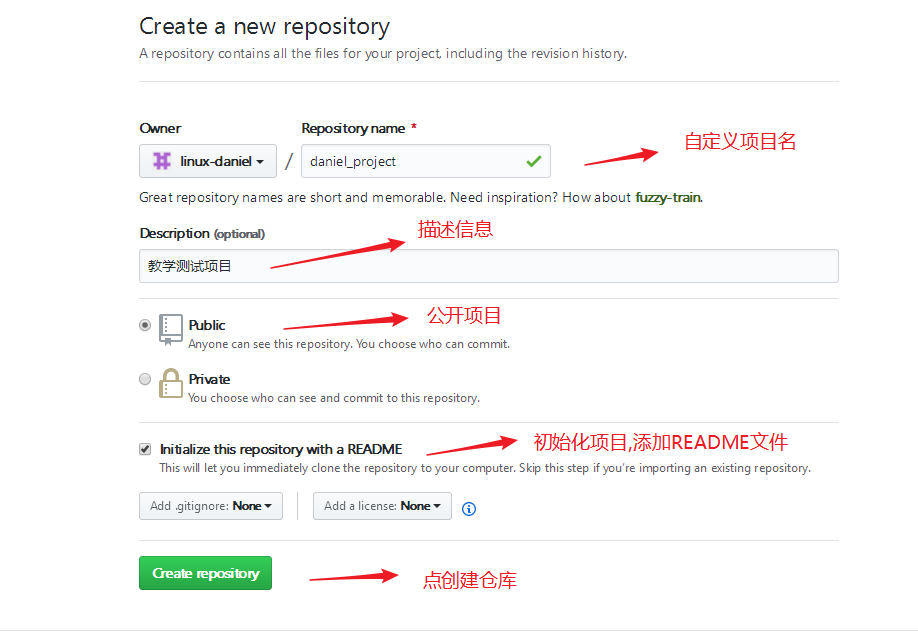 Create a new repository
A repository contains all the files for your project, including the revision history.
Owner
Repository name *
linux-daniel
/
daniel_project
自定义项目名
Great repository names are short and memorable. Need inspiration? How about fuzzy-train.
描述信息
Description (optional)
教学测试项目
公开项目
Public
Anyone can see this repository. You choose who can commit.
Private
You choose who can see and commit to this repository.
初始化项目,添加README文件
Initialize this repository with a README
This will let you immediately clone the repository to your computer. Skip this step if you're importing an existing repository.
Add .gitignore: None
Add a license: None
Create repository
点创建仓库